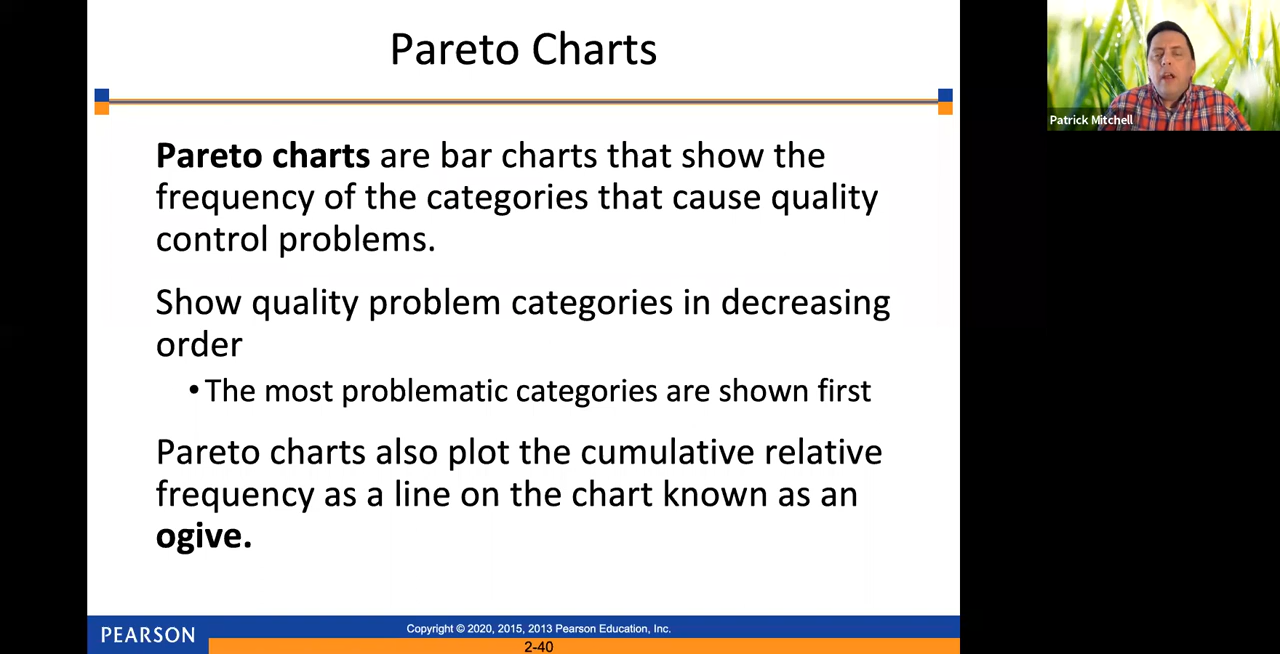 Pareto Charts
Patrick Mitchell
Pareto charts are bar charts that show the
frequency of the categories that cause quality
control problems.
Show quality problem categories in decreasing
order
• The most problematic categories are shown first
Pareto charts also plot the cumulative relative
frequency as a line on the chart known as an
ogive.
PEARSON
Copyright © 2020, 2015, 2013 Pearson Education, Inc.
2-40